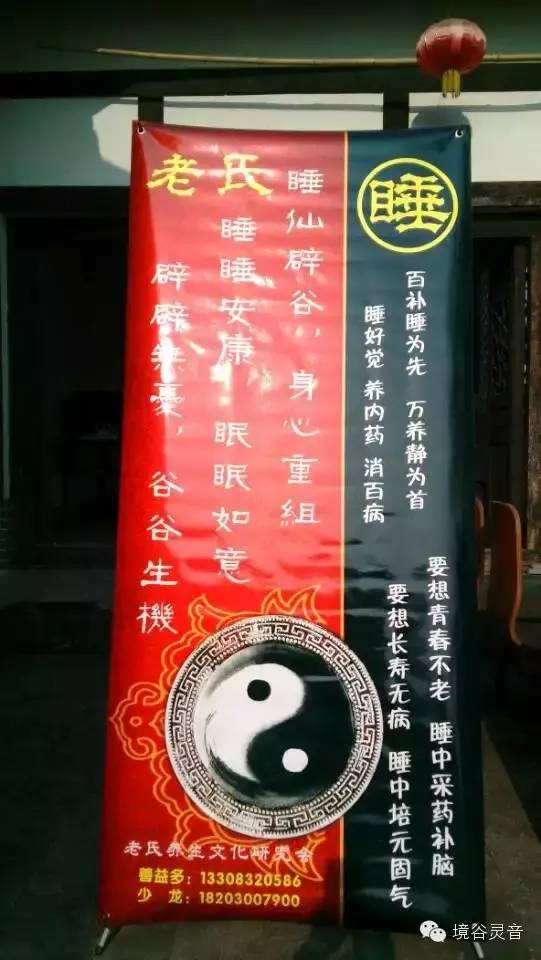 老氏
睡仙辟谷，身心重組
睡睡安康 眠眠如意
辟辟無憂，谷谷生機
睡
百补睡为先 万养静为首
睡好觉 养内药 消百病
要想青春不老 睡中采药补脑
要想长寿无病 睡中培元固气
老氏养生文化研究会
善益多：13308320586
少 龙：18203007900
境谷灵音